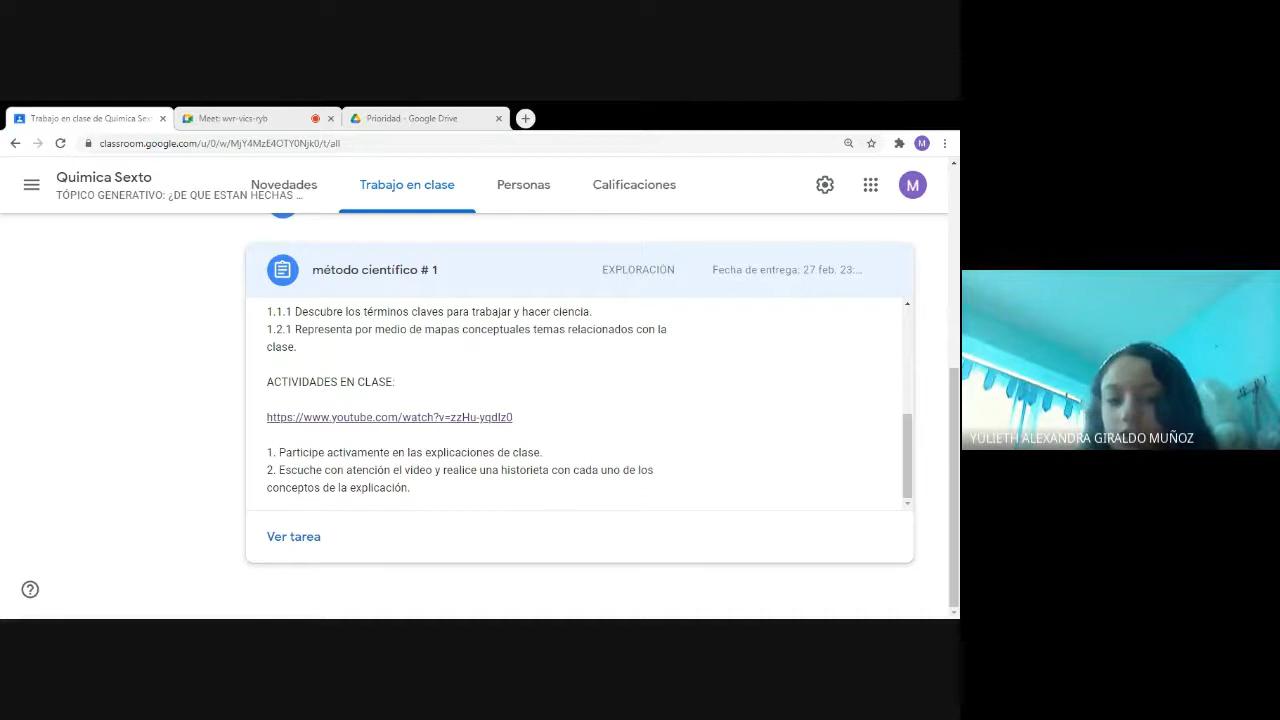 Trabajo en clase de Quimica Sex
Meet: wvr-vics-ryb
Prioridad - Google Drive
classroom.google.com/u/0/w/MjY4MzE4OTY0Njk0/t/all
M
Quimica Sexto
TÓPICO GENERATIVO: ¿DE QUE ESTAN HECHAS ...
Novedades
Trabajo en clase
Personas
Calificaciones
M
método científico # 1
EXPLORACIÓN
Fecha de entrega: 27 feb. 23:...
1.1.1 Descubre los términos claves para trabajar y hacer ciencia.
1.2.1 Representa por medio de mapas conceptuales temas relacionados con la
clase.
ACTIVIDADES EN CLASE:
https://www.youtube.com/watch?v=zzHu-yqdIz0
1. Participe activamente en las explicaciones de clase.
2. Escuche con atención el video y realice una historieta con cada uno de los
conceptos de la explicación.
Ver tarea
YULIETH ALEXANDRA GIRALDO MUÑOZ